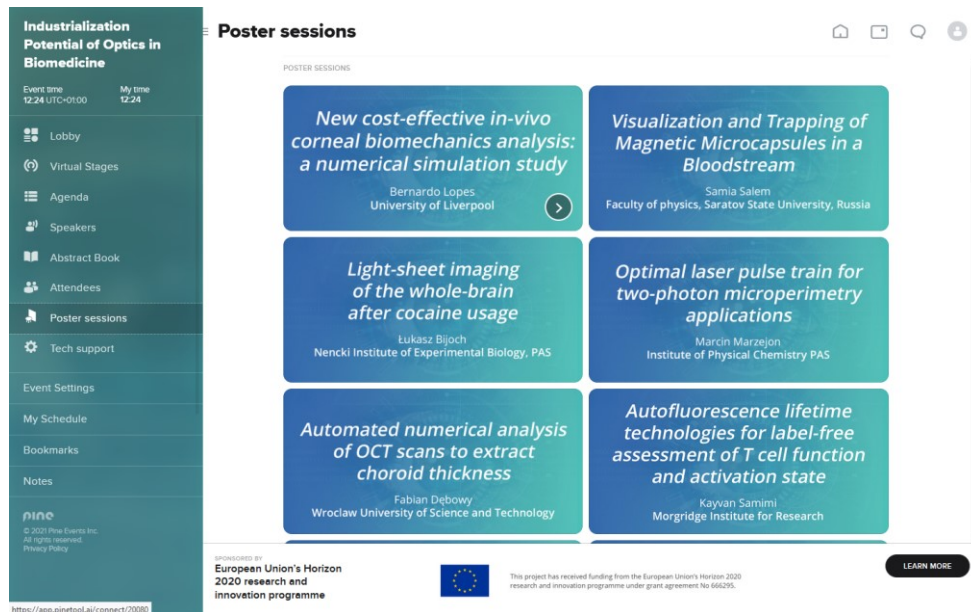 Industrialization
Potential of Optics in
Biomedicine
Event time
My time
12:24 UTC+01:00
12:24
Lobby
Virtual Stages
Agenda
Speakers
Abstract Book
Attendees
Poster sessions
Tech support
Event Settings
My Schedule
Bookmarks
Notes
pine
© 2021 Pine Events Inc.
All rights reserved.
Privacy Policy
https://app.pinetool.ai/connect/20080
Poster sessions
POSTER SESSIONS
New cost-effective in-vivo
corneal biomechanics analysis:
a numerical simulation study
Bernardo Lopes
University of Liverpool
Visualization and Trapping of
Magnetic Microcapsules in a
Bloodstream
Samia Salem
Faculty of physics, Saratov State University, Russia
Light-sheet imaging
of the whole-brain
after cocaine usage
Łukasz Bijoch
Nencki Institute of Experimental Biology, PAS
Optimal laser pulse train for
two-photon microperimetry
applications
Marcin Marzejon
Institute of Physical Chemistry PAS
Automated numerical analysis
of OCT scans to extract
choroid thickness
Fabian Dębowy
Wroclaw University of Science and Technology
Autofluorescence lifetime
technologies for label-free
assessment of T cell function
and activation state
Kayvan Samimi
Morgridge Institute for Research
SPONSORED BY
European Union's Horizon
2020 research and
innovation programme
This project has received funding from the European Union's Horizon 2020
research and innovation programme under grant agreement No 666295.
LEARN MORE